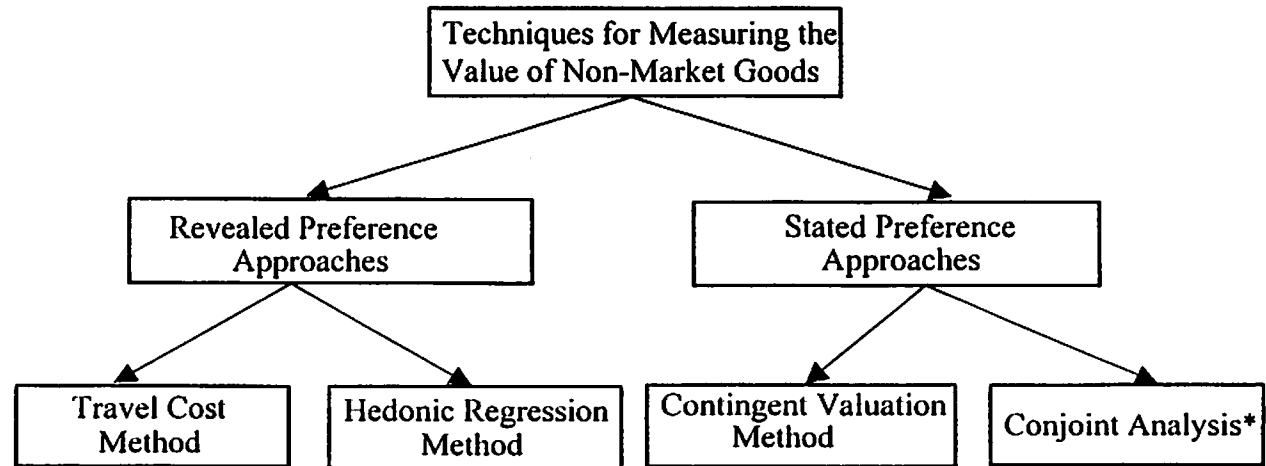 Techniques for Measuring the
Value of Non-Market Goods
Revealed Preference
Approaches
Stated Preference
Approaches
Travel Cost
Method
Hedonic Regression
Method
Contingent Valuation
Method
Conjoint Analysis*